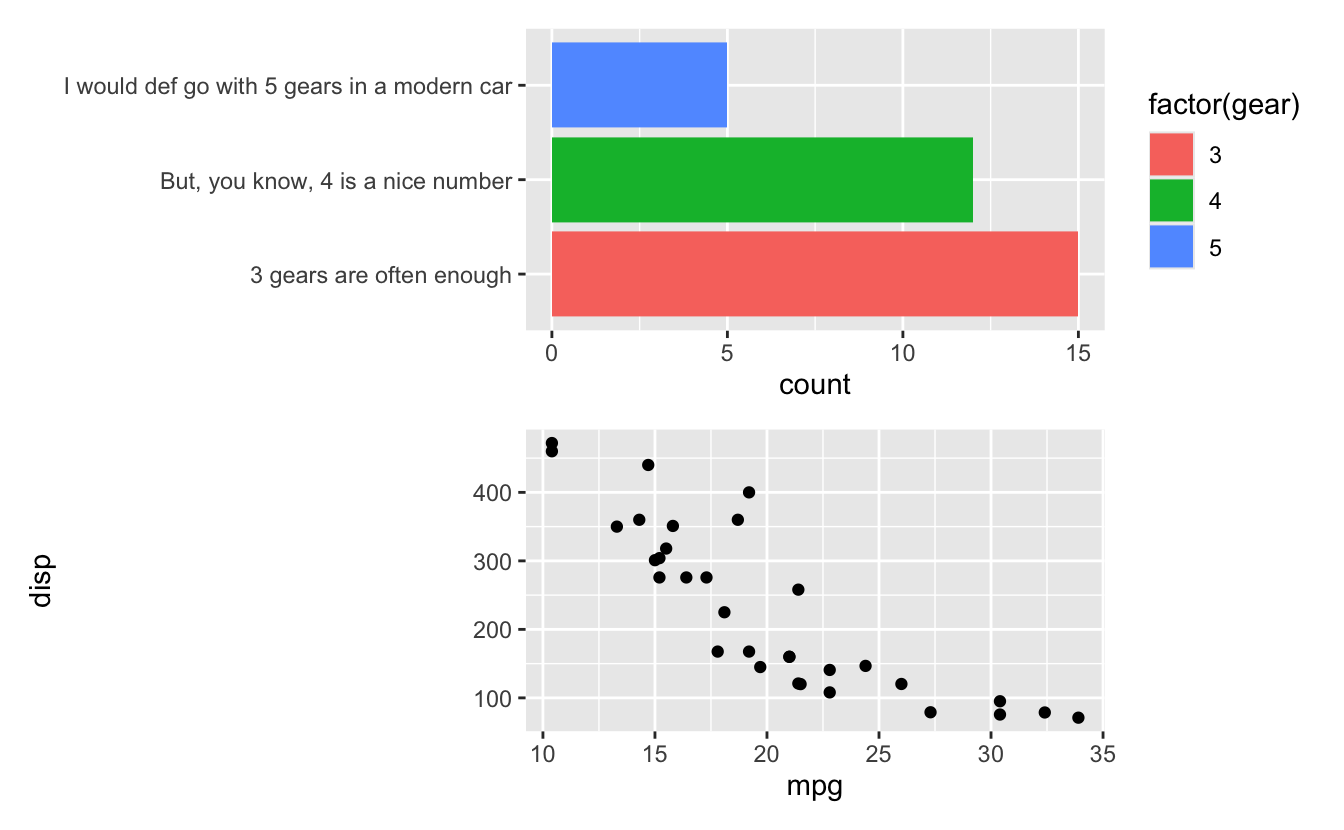 I would def go with 5 gears in a modern car
But, you know, 4 is a nice number
3 gears are often enough
0 5 10 15
count
factor(gear)
3
4
5
disp
400
300
200
100
10 15 20 25 30 35
mpg